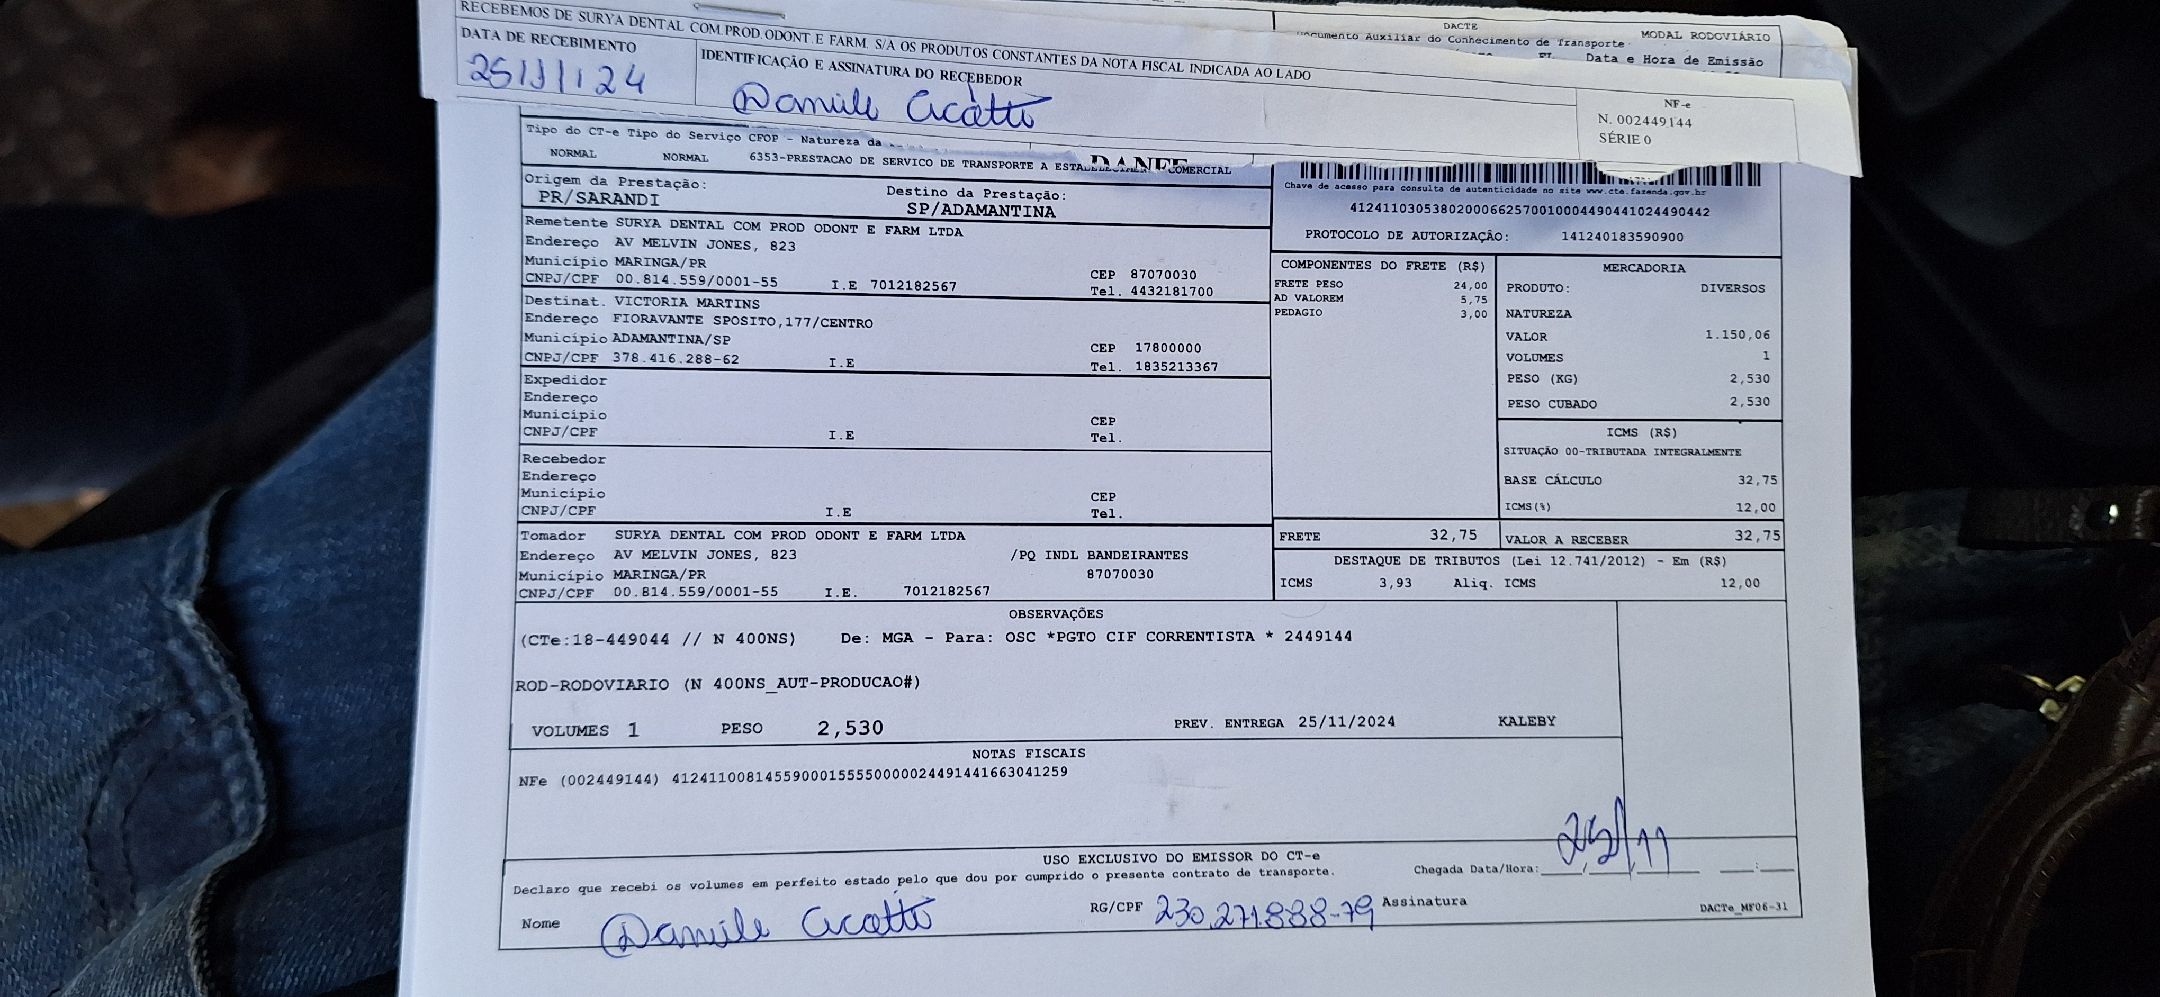 RECEBEMOS DE SURYA DENTAL COM.PROD.ODONT.E FARM. S/A OS PRODUTOS CONSTANTES DA NOTA FISCAL INDICADA AO LADO
DATA DE RECEBIMENTO
25/11/24
IDENTIFICAÇÃO E ASSINATURA DO RECEBEDOR
Daniele Cicatto
NF-e
N. 002449144
SÉRIE 0
DACTE
Documento Auxiliar do Conhecimento de Transporte
MODAL RODOVIÁRIO
Data e Hora de Emissão
Tipo do CT-e Tipo do Serviço CFOP - Natureza da
NORMAL NORMAL 6353-PRESTACAO DE SERVICO DE TRANSPORTE A COMERCIAL
DANFE
Origem da Prestação: Destino da Prestação:
PR/SARANDI SP/ADAMANTINA
Chave de acesso para consulta de autenticidade no site www.cte.fazenda.gov.br
41241103053802000662570010004490441024490442
PROTOCOLO DE AUTORIZAÇÃO: 141240183590900
Remetente SURYA DENTAL COM PROD ODONT E FARM LTDA
Endereço AV MELVIN JONES, 823
Município MARINGA/PR CEP 87070030
CNPJ/CPF 00.814.559/0001-55 I.E 7012182567 Tel. 4432181700
Destinat. VICTORIA MARTINS
Endereço FIORAVANTE SPOSITO,177/CENTRO
Município ADAMANTINA/SP CEP 17800000
CNPJ/CPF 378.416.288-62 I.E Tel. 1835213367
Expedidor
Endereço
Município CEP
CNPJ/CPF I.E Tel.
Recebedor
Endereço
Município CEP
CNPJ/CPF I.E Tel.
Tomador SURYA DENTAL COM PROD ODONT E FARM LTDA
Endereço AV MELVIN JONES, 823 /PQ INDL BANDEIRANTES
Município MARINGA/PR 87070030
CNPJ/CPF 00.814.559/0001-55 I.E. 7012182567
COMPONENTES DO FRETE (R$)
FRETE PESO 24,00
AD VALOREM 5,75
PEDAGIO 3,00
MERCADORIA
PRODUTO: DIVERSOS
NATUREZA
VALOR 1.150,06
VOLUMES 1
PESO (KG) 2,530
PESO CUBADO 2,530
ICMS (R$)
SITUAÇÃO 00-TRIBUTADA INTEGRALMENTE
BASE CÁLCULO 32,75
ICMS(%) 12,00
FRETE 32,75 VALOR A RECEBER 32,75
DESTAQUE DE TRIBUTOS (Lei 12.741/2012) - Em (R$)
ICMS 3,93 Aliq. ICMS 12,00
OBSERVAÇÕES
(CTe:18-449044 // N 400NS) De: MGA - Para: OSC *PGTO CIF CORRENTISTA * 2449144
ROD-RODOVIARIO (N 400NS_AUT-PRODUCAO#)
VOLUMES 1 PESO 2,530 PREV. ENTREGA 25/11/2024 KALEBY
NOTAS FISCAIS
NFe (002449144) 41241100814559000155550000024491441663041259
USO EXCLUSIVO DO EMISSOR DO CT-e
Declaro que recebi os volumes em perfeito estado pelo que dou por cumprido o presente contrato de transporte.
Chegada Data/Hora: 25/11
Nome Daniele Cicatto RG/CPF 230.271.888-79 Assinatura
DACTe_MF06-31